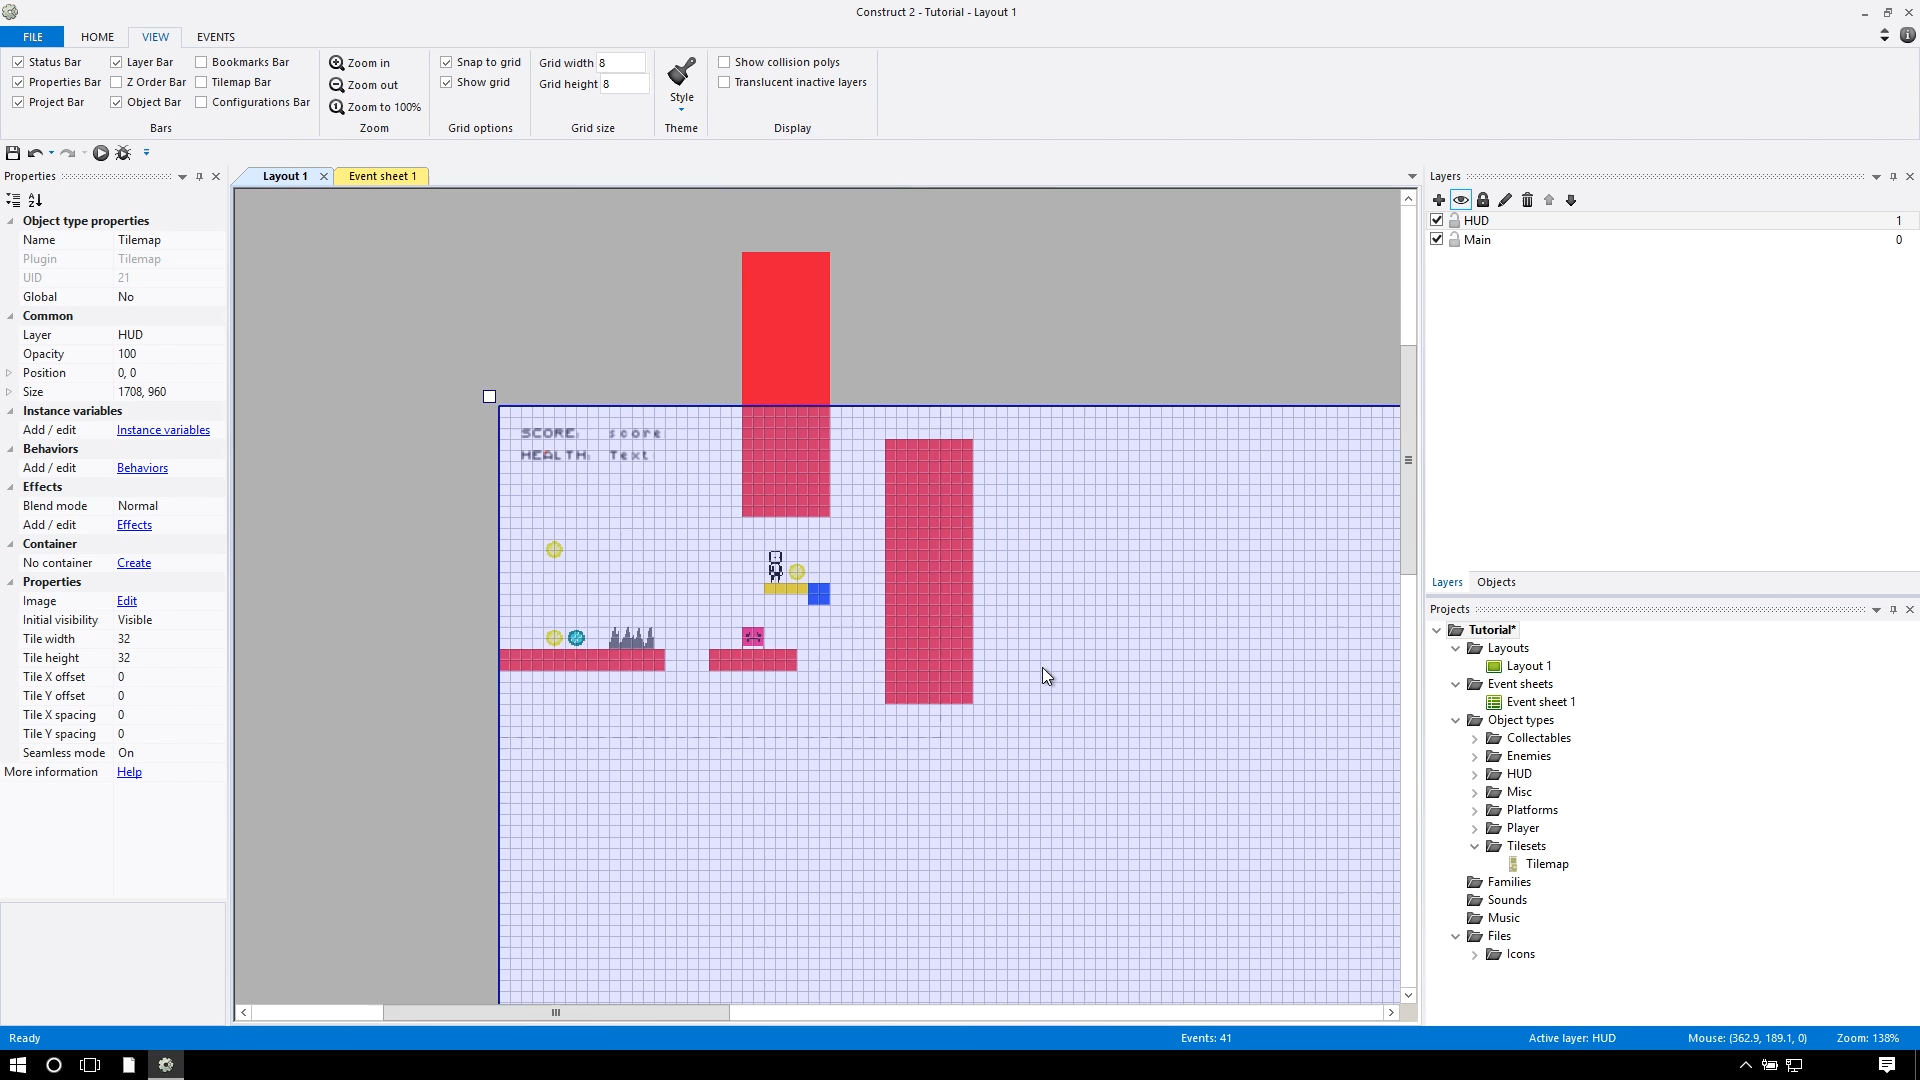 Construct 2 - Tutorial - Layout 1
FILE HOME VIEW EVENTS
Status Bar Layer Bar Bookmarks Bar Zoom in Snap to grid Grid width 8 Show collision polys
Properties Bar Z Order Bar Tilemap Bar Zoom out Show grid Grid height 8 Style Translucent inactive layers
Project Bar Object Bar Configurations Bar Zoom to 100%
Bars Zoom Grid options Grid size Theme Display
Properties
Object type properties
Name Tilemap
Plugin Tilemap
UID 21
Global No
Common
Layer HUD
Opacity 100
Position 0, 0
Size 1708, 960
Instance variables
Add / edit Instance variables
Behaviors
Add / edit Behaviors
Effects
Blend mode Normal
Add / edit Effects
Container
No container Create
Properties
Image Edit
Initial visibility Visible
Tile width 32
Tile height 32
Tile X offset 0
Tile Y offset 0
Tile X spacing 0
Tile Y spacing 0
Seamless mode On
More information Help
Layout 1 Event sheet 1
SCORE: score
HEALTH: Text
Layers
HUD 1
Main 0
Layers Objects
Projects
Tutorial*
Layouts
Layout 1
Event sheets
Event sheet 1
Object types
Collectables
Enemies
HUD
Misc
Platforms
Player
Tilesets
Tilemap
Families
Sounds
Music
Files
Icons
Ready Events: 41 Active layer: HUD Mouse: (362.9, 189.1, 0) Zoom: 138%